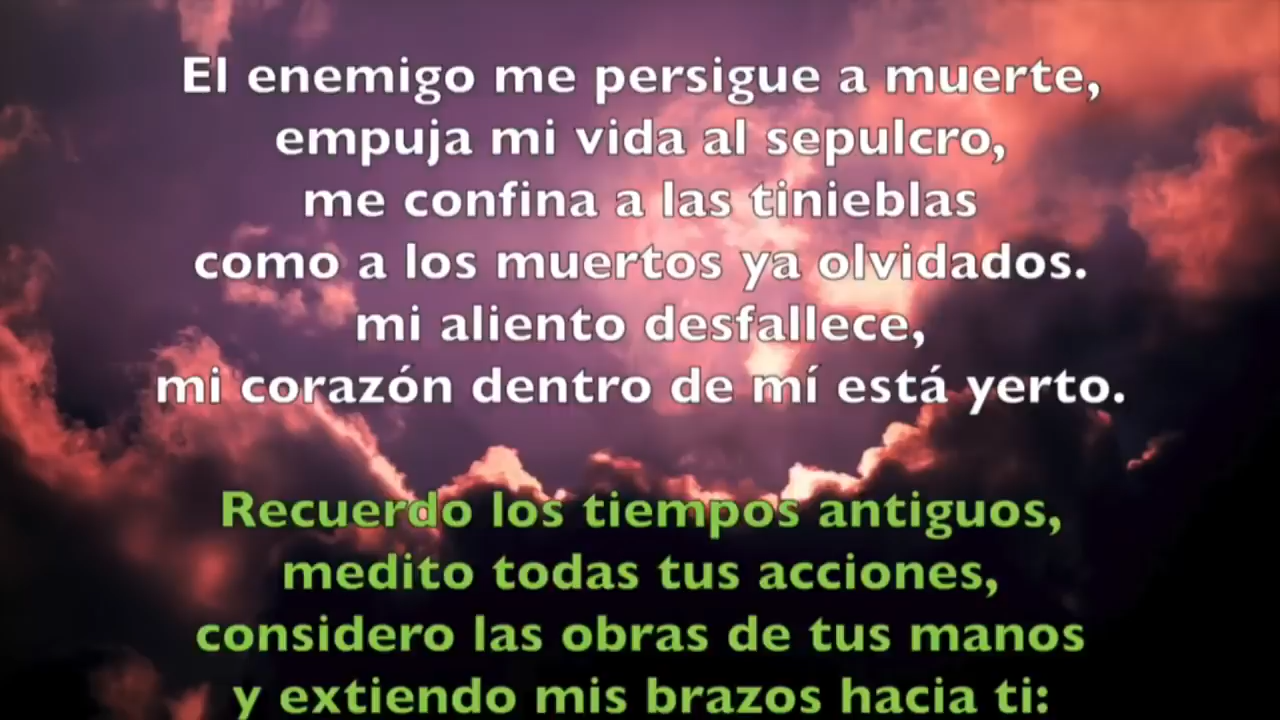 El enemigo me persigue a muerte,
empuja mi vida al sepulcro,
me confina a las tinieblas
como a los muertos ya olvidados.
mi aliento desfallece,
mi corazón dentro de mí está yerto.
Recuerdo los tiempos antiguos,
medito todas tus acciones,
considero las obras de tus manos
y extiendo mis brazos hacia ti: